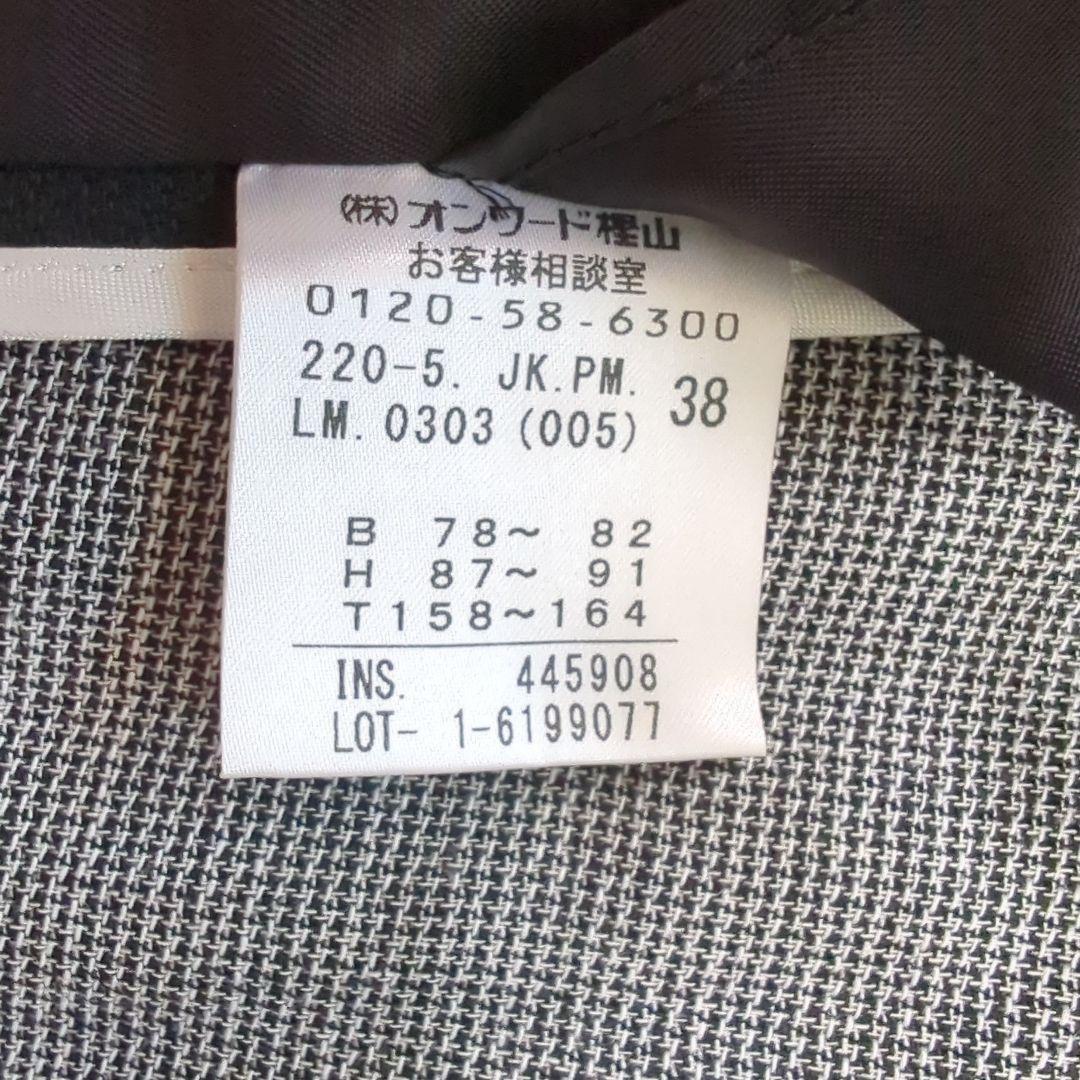 (株)オンワード樫山
お客様相談室
0120-58-6300
220-5. JK.PM. 38
LM. 0303 (005)
B 78~ 82
H 87~ 91
T158~164
INS. 445908
LOT- 1-6199077